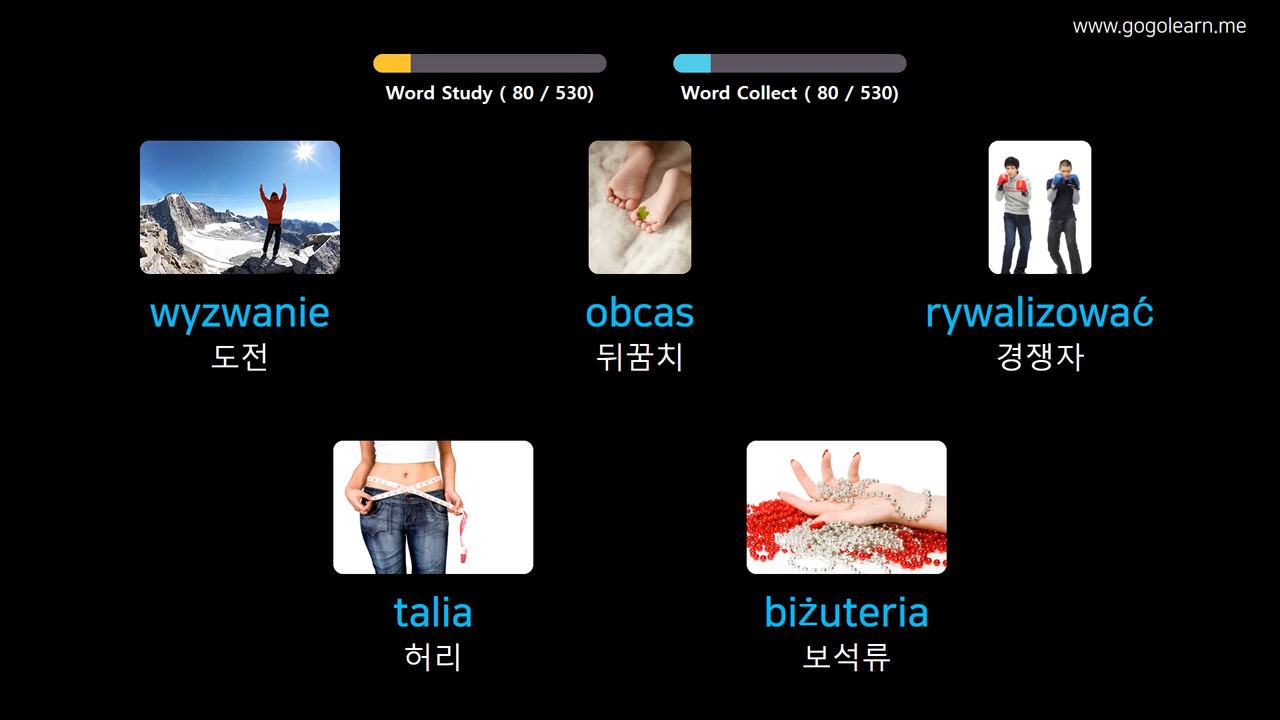 www.gogolearn.me
Word Study ( 80 / 530)
Word Collect ( 80 / 530)
wyzwanie
도전
obcas
뒤꿈치
rywalizować
경쟁자
talia
허리
biżuteria
보석류